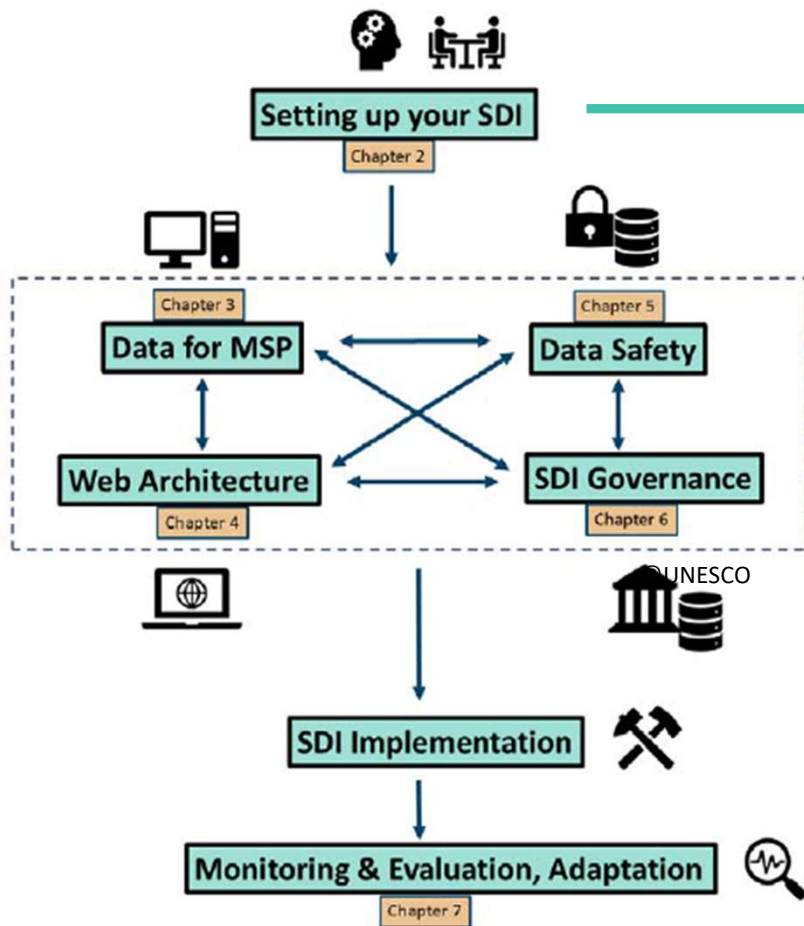 Setting up your SDI
Chapter 2
Chapter 3
Data for MSP
Chapter 5
Data Safety
Web Architecture
Chapter 4
SDI Governance
Chapter 6
@UNESCO
SDI Implementation
Monitoring & Evaluation, Adaptation
Chapter 7